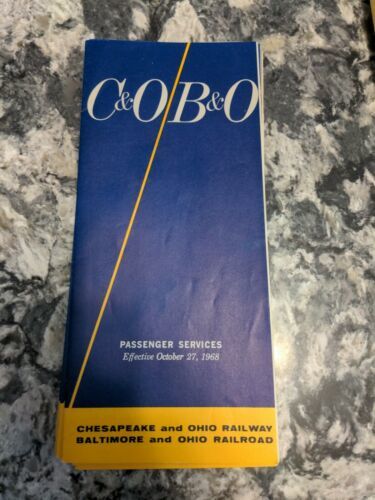 C&O/B&O
PASSENGER SERVICES
Effective October 27, 1968
CHESAPEAKE and OHIO RAILWAY
BALTIMORE and OHIO RAILROAD